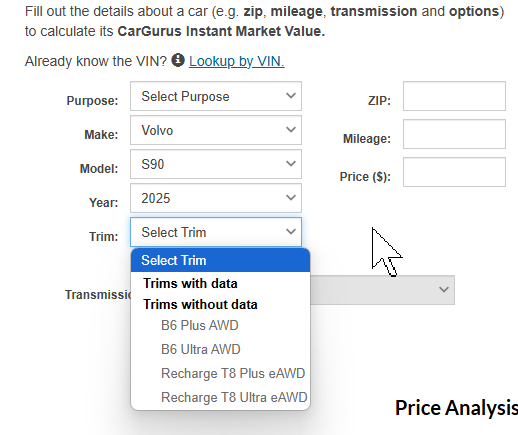 Fill out the details about a car (e.g. zip, mileage, transmission and options)
to calculate its CarGurus Instant Market Value.
Already know the VIN? i Lookup by VIN.
Purpose: Select Purpose ZIP:
Make: Volvo Mileage:
Model: S90 Price ($):
Year: 2025
Trim: Select Trim
Select Trim
Trims with data
Transmissio
Trims without data
B6 Plus AWD
B6 Ultra AWD
Recharge T8 Plus eAWD
Recharge T8 Ultra eAWD
Price Analysis